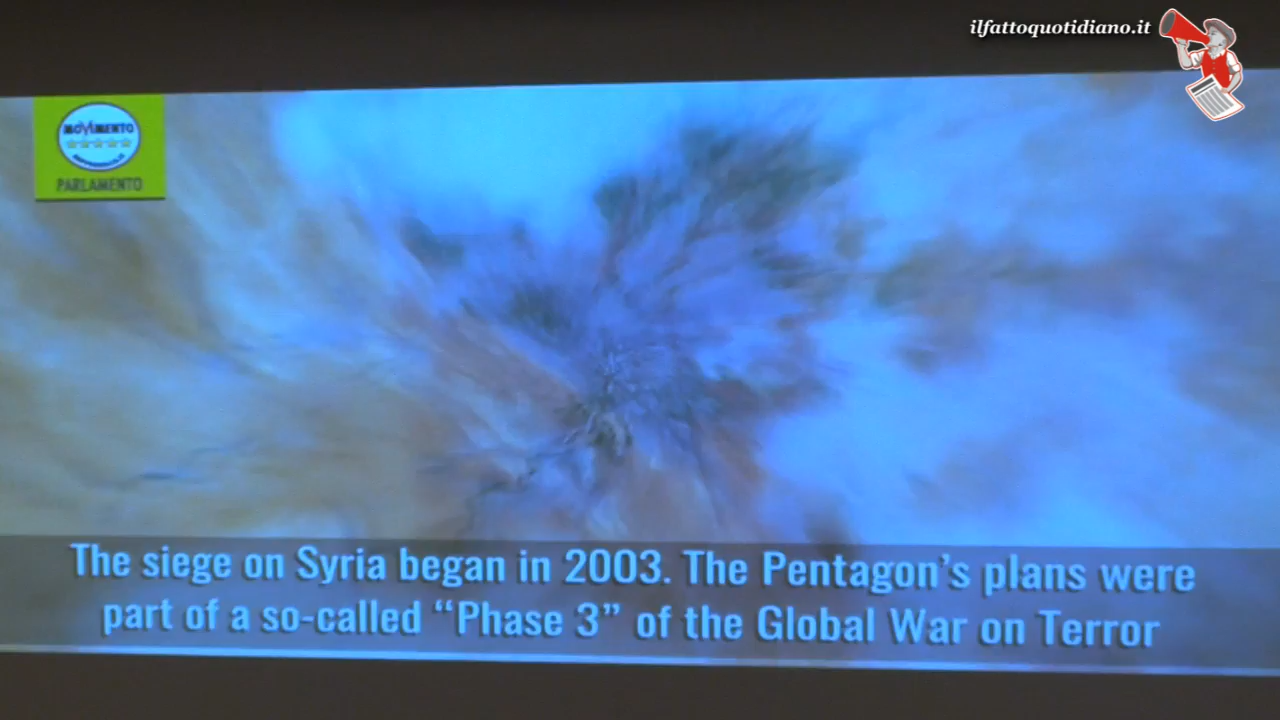 ilfattoquotidiano.it
MOVIMENTO
PARLAMENTO
The siege on Syria began in 2003. The Pentagon's plans were
part of a so-called “Phase 3” of the Global War on Terror